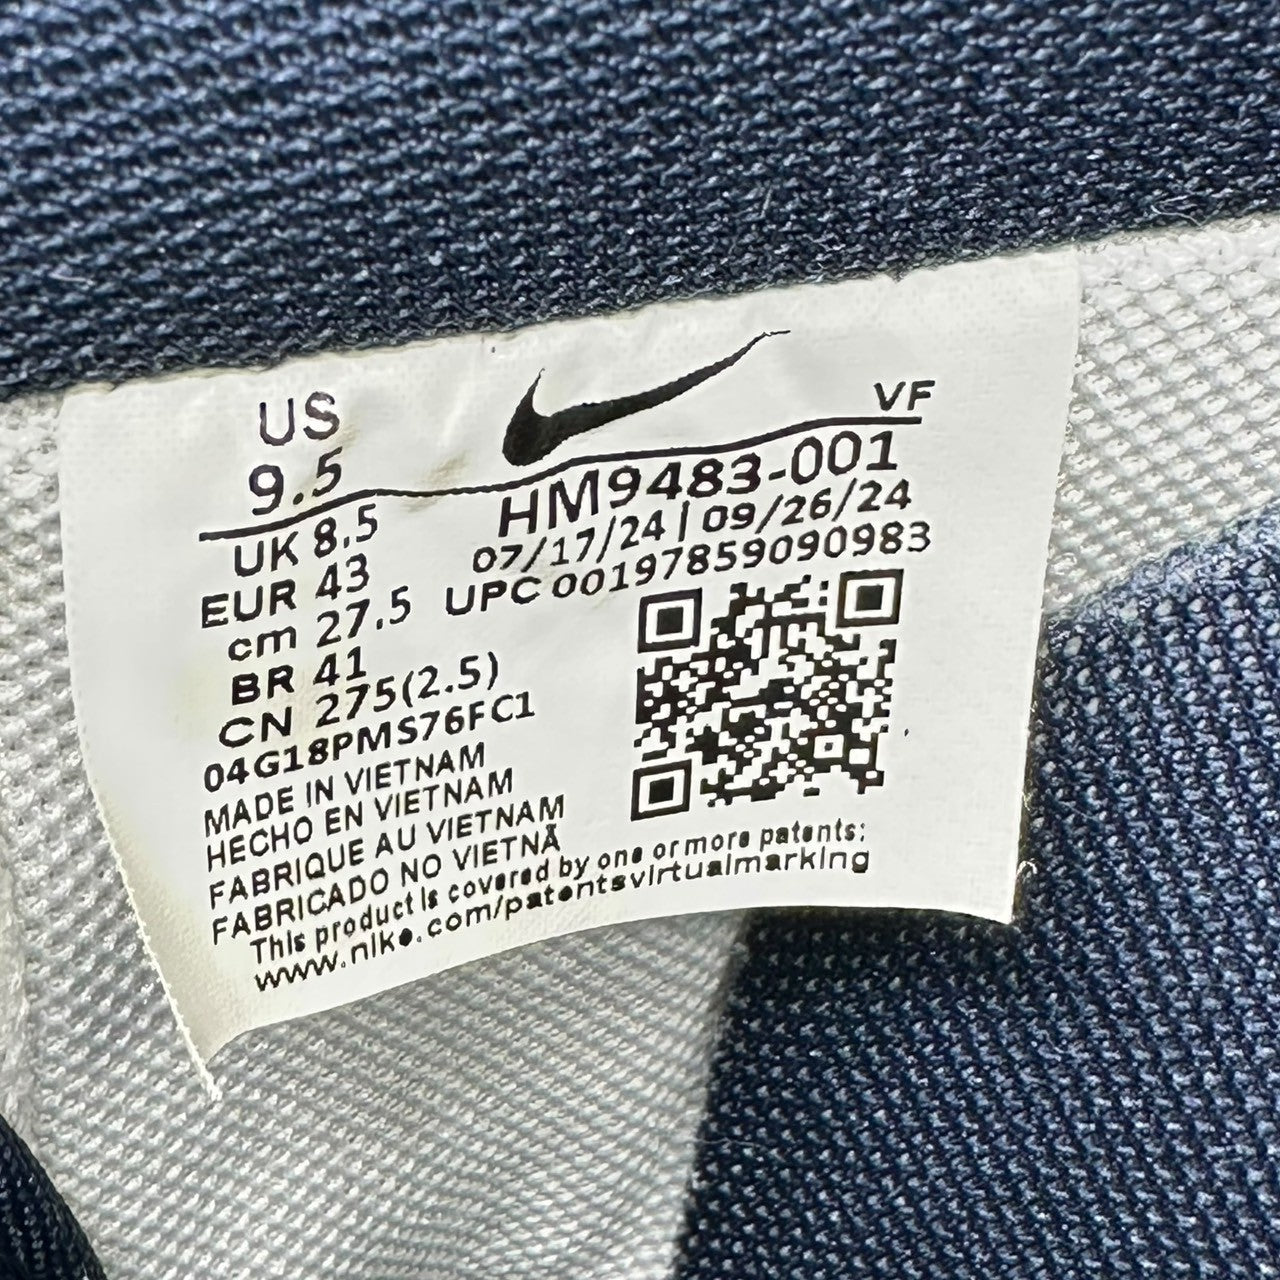 US
9.5
UK 8.5
EUR 43
cm 27.5
BR 41
CN 275(2.5)
04G18PMS76FC1
VF
HM9483-001
07/17/24 | 09/26/24
UPC 00197859090983
MADE IN VIETNAM
HECHO EN VIETNAM
FABRIQUE AU VIETNAM
FABRICADO NO VIETNÃ
This product is covered by one or more patents:
www.nike.com/patentsvirtualmarking